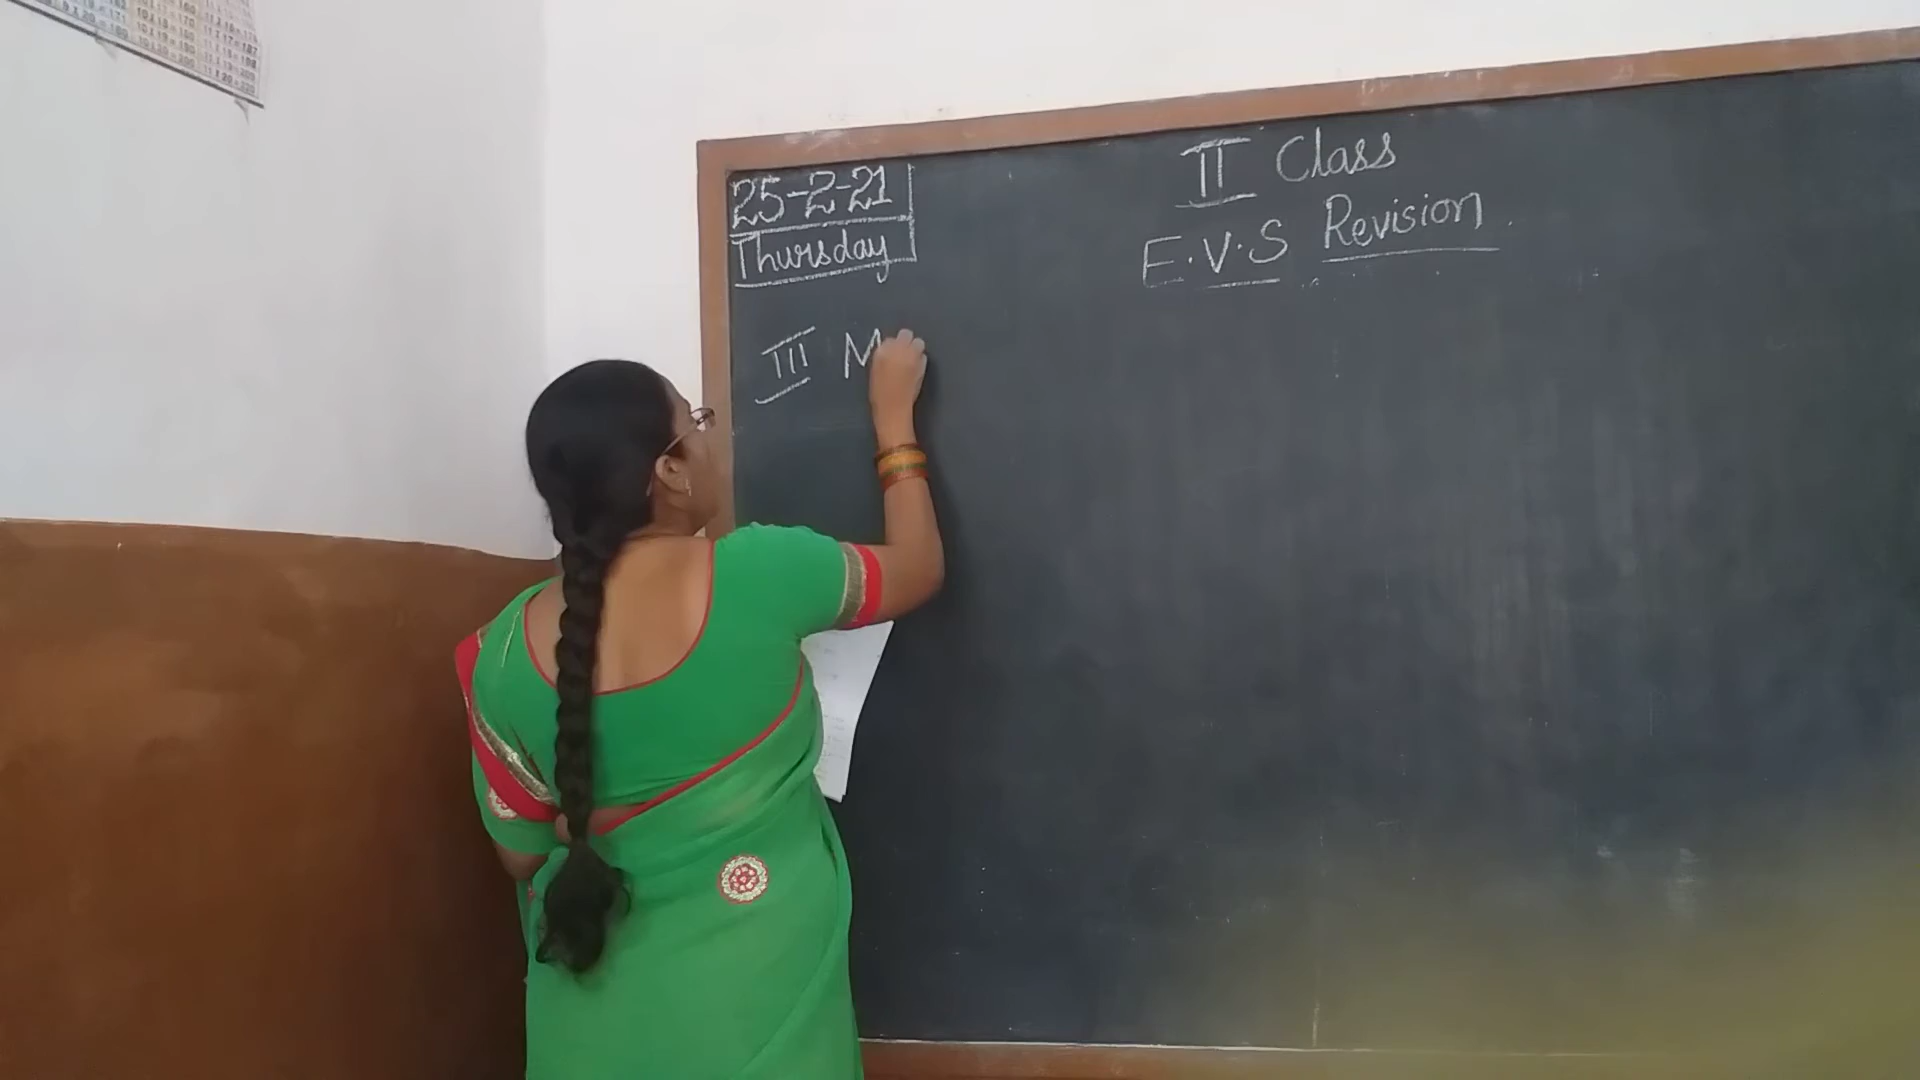 25-2-21
Thursday
II Class
E.V.S Revision
III M